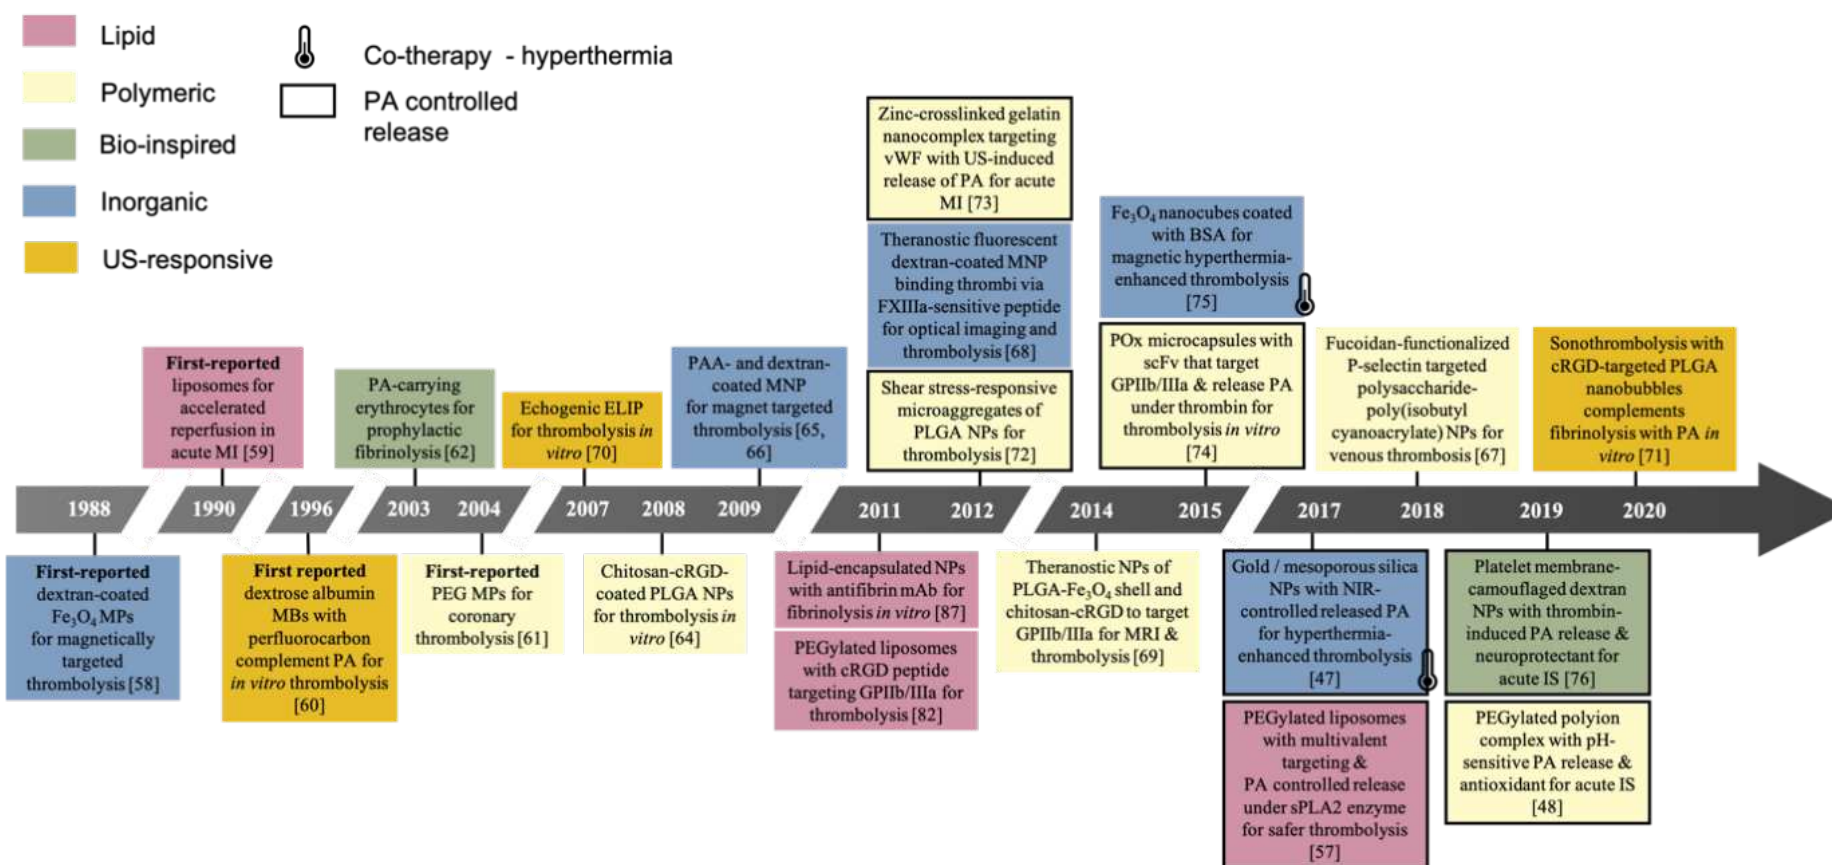 Lipid
Polymeric
Bio-inspired
Inorganic
US-responsive
Co-therapy - hyperthermia
PA controlled
release
First-reported
liposomes for
accelerated
reperfusion in
acute MI [59]
PA-carrying
erythrocytes for
prophylactic
fibrinolysis [62]
Echogenic ELIP
for thrombolysis in
vitro [70]
PAA- and dextran-
coated MNP
for magnet targeted
thrombolysis [65,
66]
Zinc-crosslinked gelatin
nanocomplex targeting
vWF with US-induced
release of PA for acute
MI [73]
Theranostic fluorescent
dextran-coated MNP
binding thrombi via
FXIIIa-sensitive peptide
for optical imaging and
thrombolysis [68]
Shear stress-responsive
microaggregates of
PLGA NPs for
thrombolysis [72]
Fe₃O₄ nanocubes coated
with BSA for
magnetic hyperthermia-
enhanced thrombolysis
[75]
POx microcapsules with
scFv that target
GPIIb/IIIa & release PA
under thrombin for
thrombolysis in vitro
[74]
Fucoidan-functionalized
P-selectin targeted
polysaccharide-
poly(isobutyl
cyanoacrylate) NPs for
venous thrombosis [67]
Sonothrombolysis with
cRGD-targeted PLGA
nanobubbles
complements
fibrinolysis with PA in
vitro [71]
1988 1990 1996 2003 2004 2007 2008 2009 2011 2012 2014 2015 2017 2018 2019 2020
First-reported
dextran-coated
Fe₃O₄ MPs
for magnetically
targeted
thrombolysis [58]
First reported
dextrose albumin
MBs with
perfluorocarbon
complement PA for
in vitro thrombolysis
[60]
First-reported
PEG MPs for
coronary
thrombolysis [61]
Chitosan-cRGD-
coated PLGA NPs
for thrombolysis in
vitro [64]
Lipid-encapsulated NPs
with antifibrin mAb for
fibrinolysis in vitro [87]
PEGylated liposomes
with cRGD peptide
targeting GPIIb/IIIa for
thrombolysis [82]
Theranostic NPs of
PLGA-Fe₃O₄ shell and
chitosan-cRGD to target
GPIIb/IIIa for MRI &
thrombolysis [69]
Gold / mesoporous silica
NPs with NIR-
controlled released PA
for hyperthermia-
enhanced thrombolysis
[47]
PEGylated liposomes
with multivalent
targeting &
PA controlled release
under sPLA2 enzyme
for safer thrombolysis
[57]
Platelet membrane-
camouflaged dextran
NPs with thrombin-
induced PA release &
neuroprotectant for
acute IS [76]
PEGylated polyion
complex with pH-
sensitive PA release &
antioxidant for acute IS
[48]